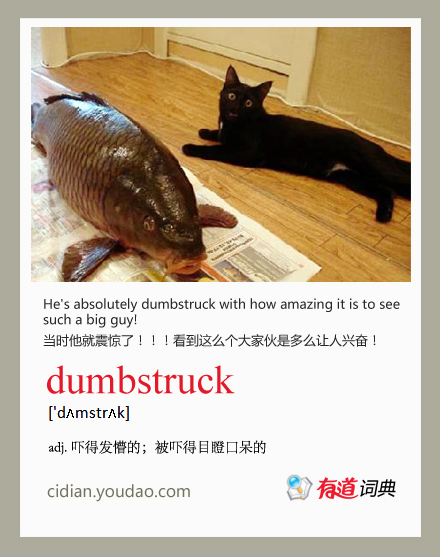 He's absolutely dumbstruck with how amazing it is to see
such a big guy!
当时他就震惊了！！！看到这么个大家伙是多么让人兴奋！
dumbstruck
['dʌmstrʌk]
adj. 吓得发懵的；被吓得目瞪口呆的
cidian.youdao.com
有道词典